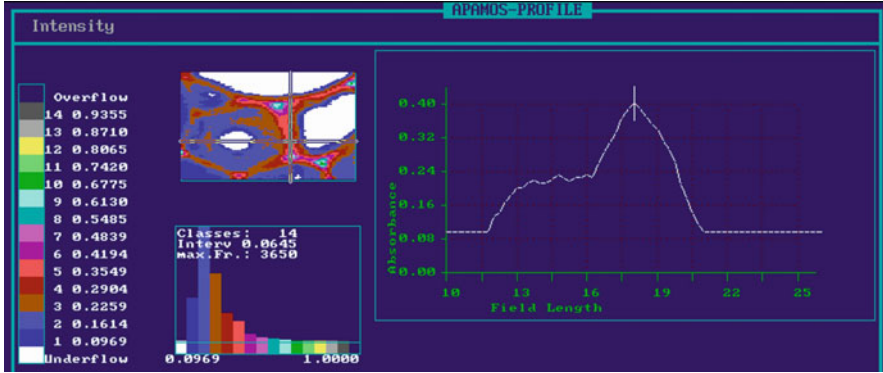 APAMOS-PROFILE
Intensity
Overflow
14 0.9355
13 0.8710
12 0.8065
11 0.7420
10 0.6775
9 0.6130
8 0.5485
7 0.4839
6 0.4194
5 0.3549
4 0.2904
3 0.2259
2 0.1614
1 0.0969
Underflow
Classes: 14
Interv 0.0645
max.Fr.: 3650
0.0969 1.0000
Absorbance
0.40
0.32
0.24
0.16
0.08
0.00
10 13 16 19 22 25
Field Length